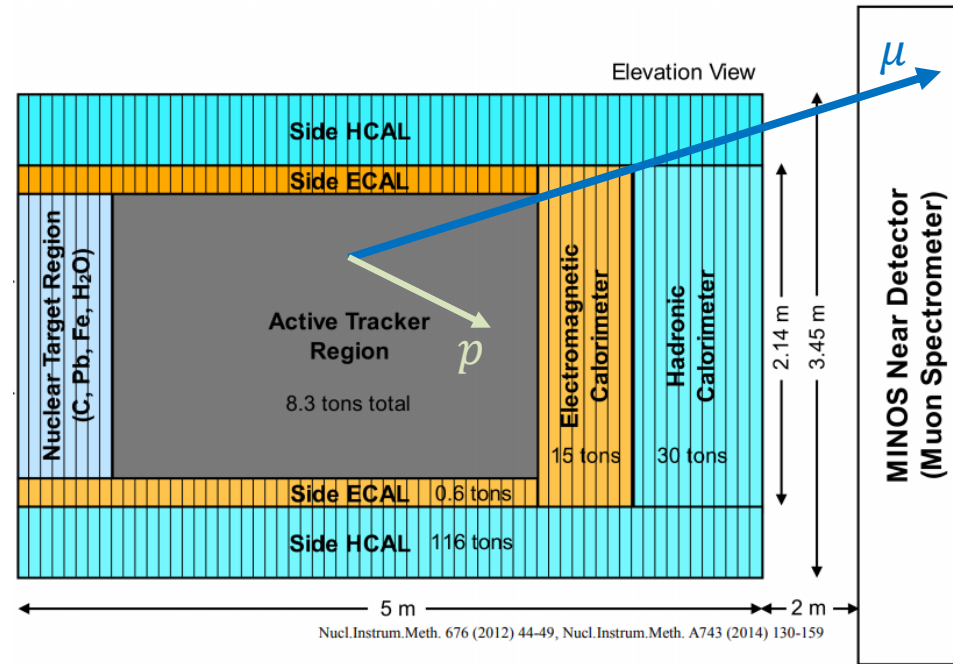 Elevation View
μ
Side HCAL
Side ECAL
Nuclear Target Region
(C, Pb, Fe, H₂O)
Active Tracker
Region
8.3 tons total
p
Electromagnetic
Calorimeter
15 tons
Hadronic
Calorimeter
30 tons
2.14 m
3.45 m
MINOS Near Detector
(Muon Spectrometer)
Side ECAL 0.6 tons
Side HCAL 116 tons
5 m
2 m
Nucl.Instrum.Meth. 676 (2012) 44-49, Nucl.Instrum.Meth. A743 (2014) 130-159